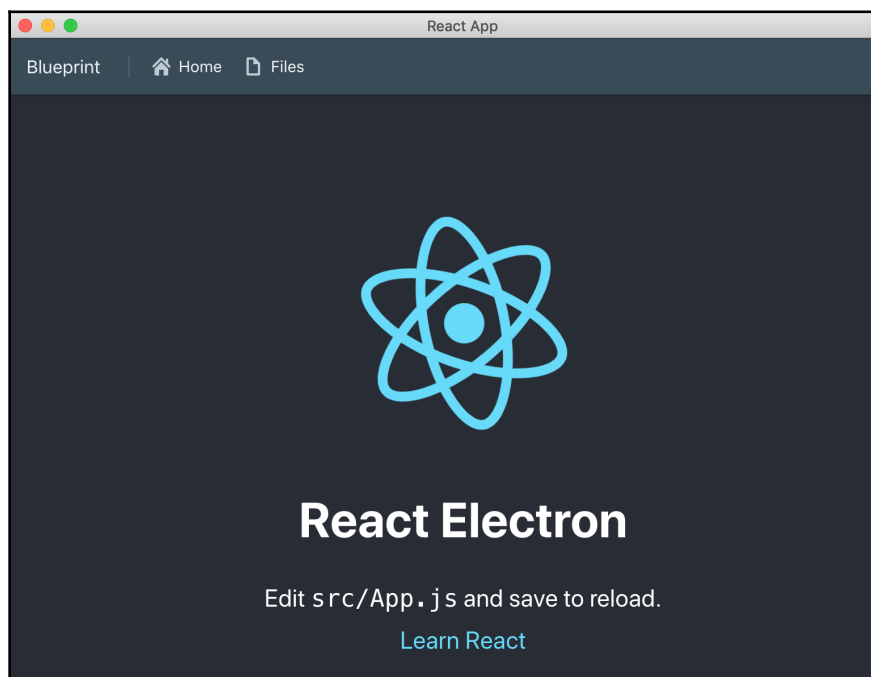 React App
Blueprint Home Files
React Electron
Edit src/App.js and save to reload.
Learn React